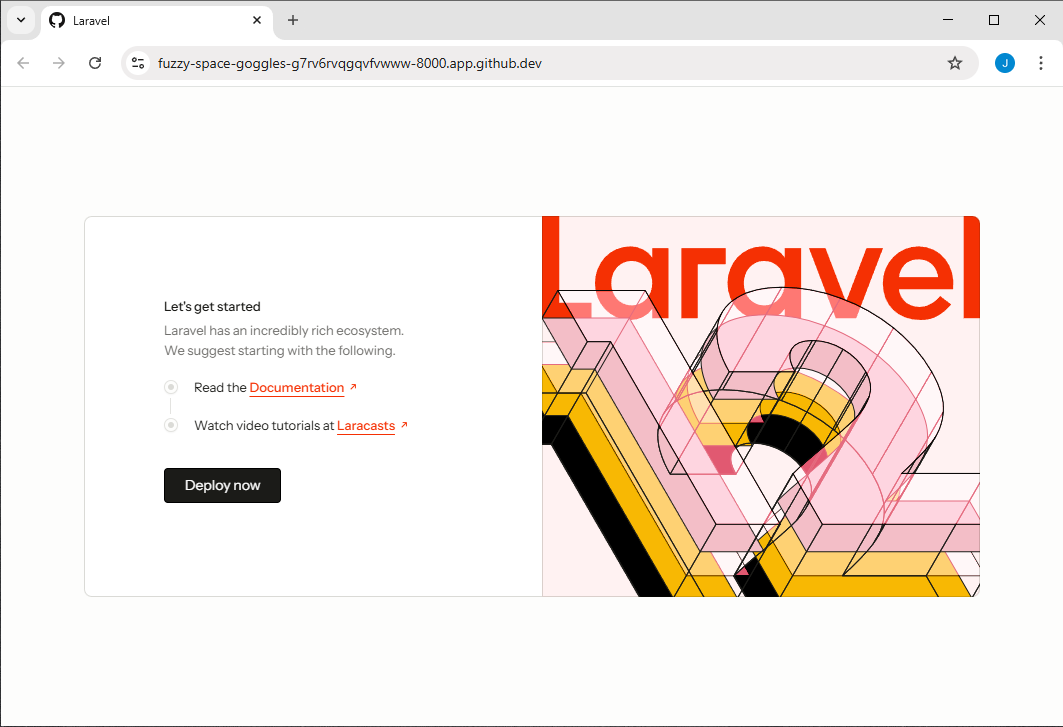 Laravel
fuzzy-space-goggles-g7rv6rvqgqvfvwww-8000.app.github.dev
J
Let's get started
Laravel has an incredibly rich ecosystem.
We suggest starting with the following.
Read the Documentation
Watch video tutorials at Laracasts
Deploy now
Laravel